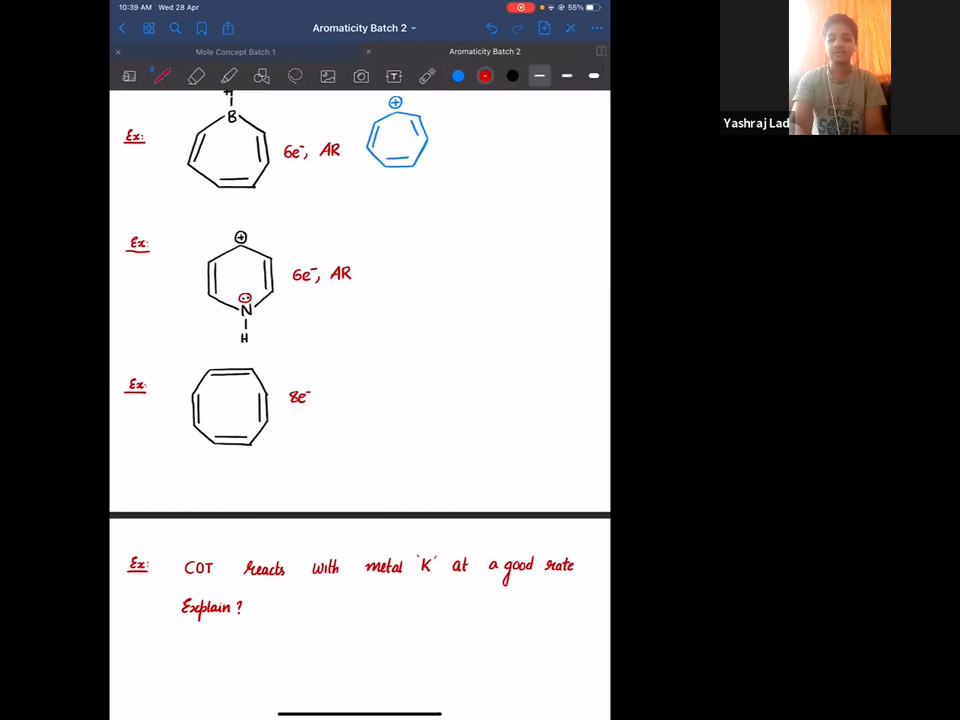 10:39 AM Wed 28 Apr
55%
Aromaticity Batch 2
Mole Concept Batch 1
Aromaticity Batch 2
Yashraj Lad
H
B
⊕
Ex:
6e⁻, AR
⊕
Ex:
6e⁻, AR
N
H
Ex:
8e⁻
Ex: COT reacts with metal 'K' at a good rate
Explain?